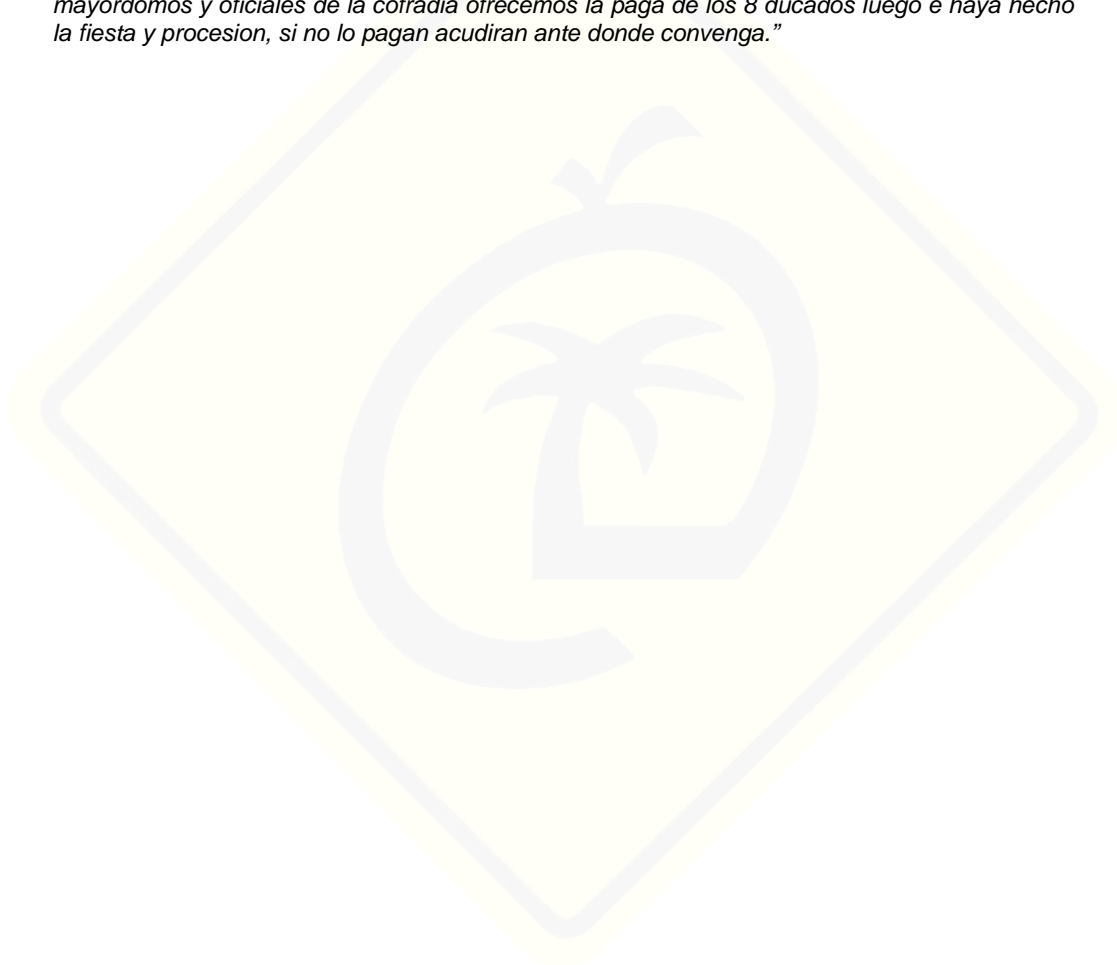 mayordomos y oficiales de la cofradia ofrecemos la paga de los 8 ducados luego e haya hecho
la fiesta y procesion, si no lo pagan acudiran ante donde convenga.”